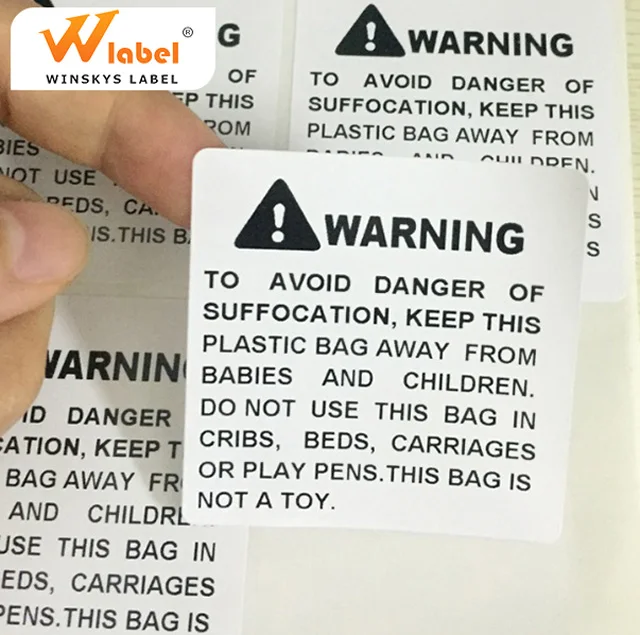 Wlabel®
WINSKYS LABEL
G
OF
EP THIS
ROM
BIES
NOT USE
BEDS, CA
IS.THIS B
WARNING
TO AVOID DANGER OF
SUFFOCATION, KEEP THIS
PLASTIC BAG AWAY FROM
BABIES AND CHILDREN.
N
S
S
WARNING
TO AVOID DANGER OF
SUFFOCATION, KEEP THIS
PLASTIC BAG AWAY FROM
BABIES AND CHILDREN.
DO NOT USE THIS BAG IN
CRIBS, BEDS, CARRIAGES
OR PLAY PENS.THIS BAG IS
NOT A TOY.
WARNIN
ID DANGER
CATION, KEEP T
BAG AWAY FR
AND CHILDRE
USE THIS BAG IN
EDS, CARRIAGES
PENS.THIS BAG IS